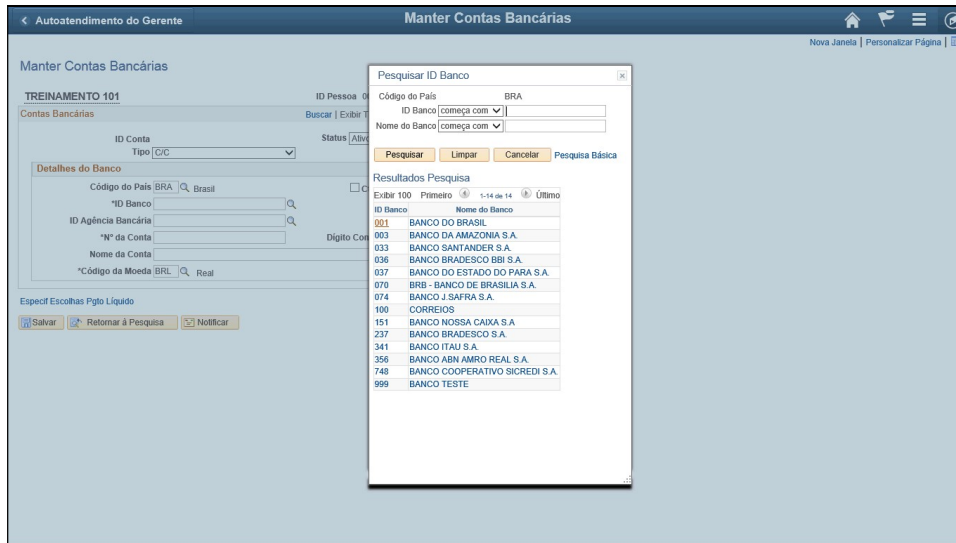 Autoatendimento do Gerente
Manter Contas Bancárias
Nova Janela | Personalizar Página |
Manter Contas Bancárias
TREINAMENTO 101
ID Pessoa
Contas Bancárias
Buscar | Exibir
ID Conta
Status
Tipo C/C
Detalhes do Banco
Código do País BRA Brasil
*ID Banco
ID Agência Bancária
*Nº da Conta
Nome da Conta
*Código da Moeda BRL Real
Especif Escolhas Pgto Líquido
Salvar Retornar á Pesquisa Notificar
Pesquisar ID Banco
Código do País BRA
ID Banco começa com
Nome do Banco começa com
Pesquisar Limpar Cancelar Pesquisa Básica
Resultados Pesquisa
Exibir 100 Primeiro 1-14 de 14 Último
ID Banco Nome do Banco
001 BANCO DO BRASIL
003 BANCO DA AMAZONIA S.A.
033 BANCO SANTANDER S.A.
036 BANCO BRADESCO BBI S.A.
037 BANCO DO ESTADO DO PARA S.A.
070 BRB - BANCO DE BRASILIA S.A.
074 BANCO J.SAFRA S.A.
100 CORREIOS
151 BANCO NOSSA CAIXA S.A
237 BANCO BRADESCO S.A.
341 BANCO ITAU S.A.
356 BANCO ABN AMRO REAL S.A.
748 BANCO COOPERATIVO SICREDI S.A.
999 BANCO TESTE